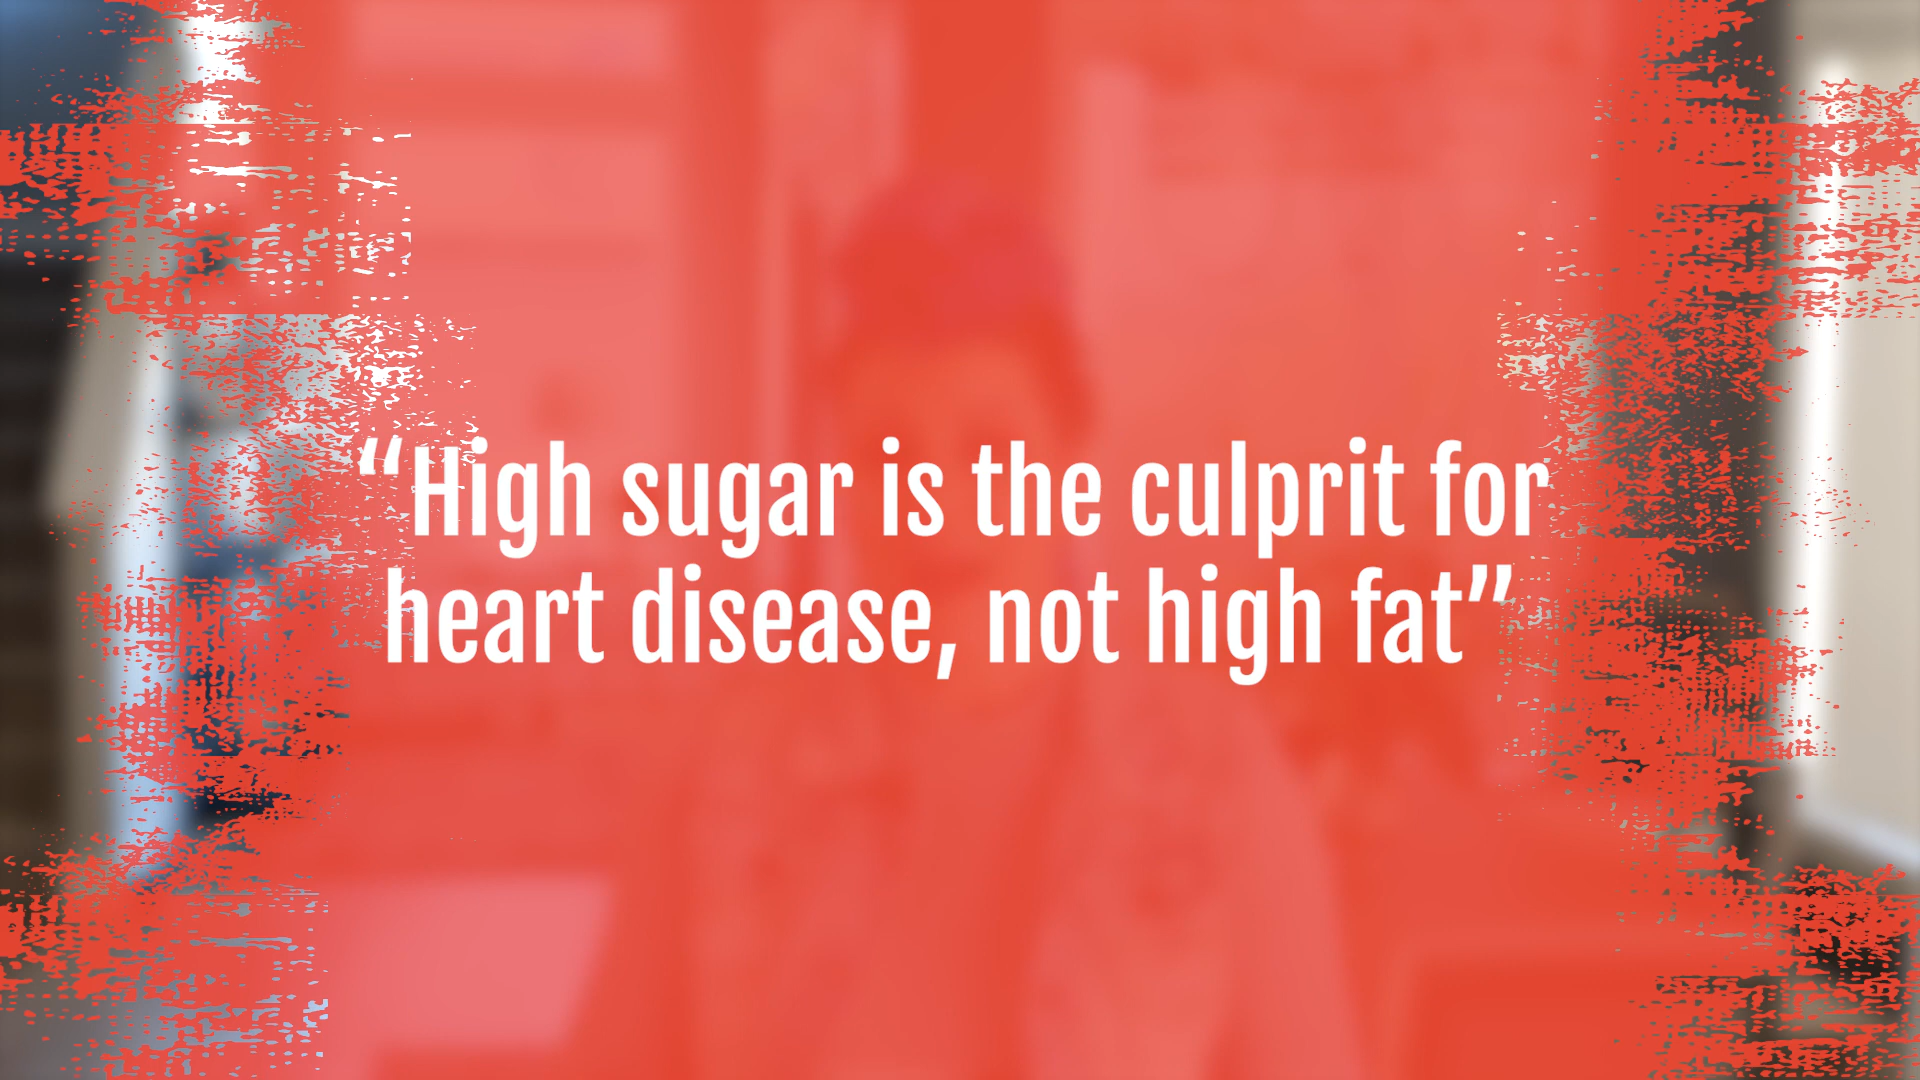 “High sugar is the culprit for
heart disease, not high fat”